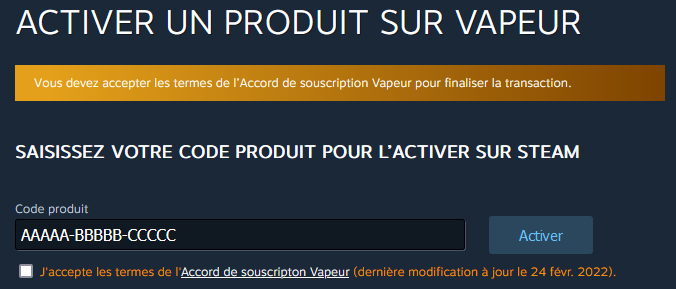 ACTIVER UN PRODUIT SUR VAPEUR
Vous devez accepter les termes de l'Accord de souscription Vapeur pour finaliser la transaction.
SAISISSEZ VOTRE CODE PRODUIT POUR L'ACTIVER SUR STEAM
Code produit
AAAAA-BBBBB-CCCCC
Activer
J'accepte les termes de l'Accord de souscripton Vapeur (dernière modification à jour le 24 févr. 2022).